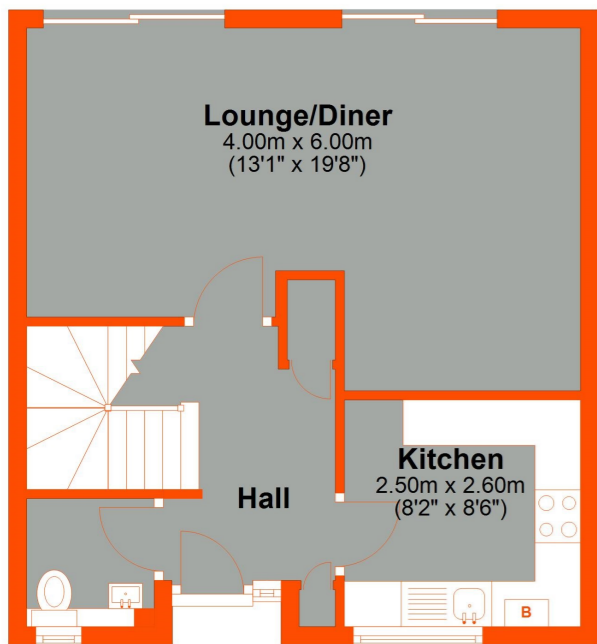 Lounge/Diner
4.00m x 6.00m
(13'1" x 19'8")
Kitchen
2.50m x 2.60m
(8'2" x 8'6")
Hall
B